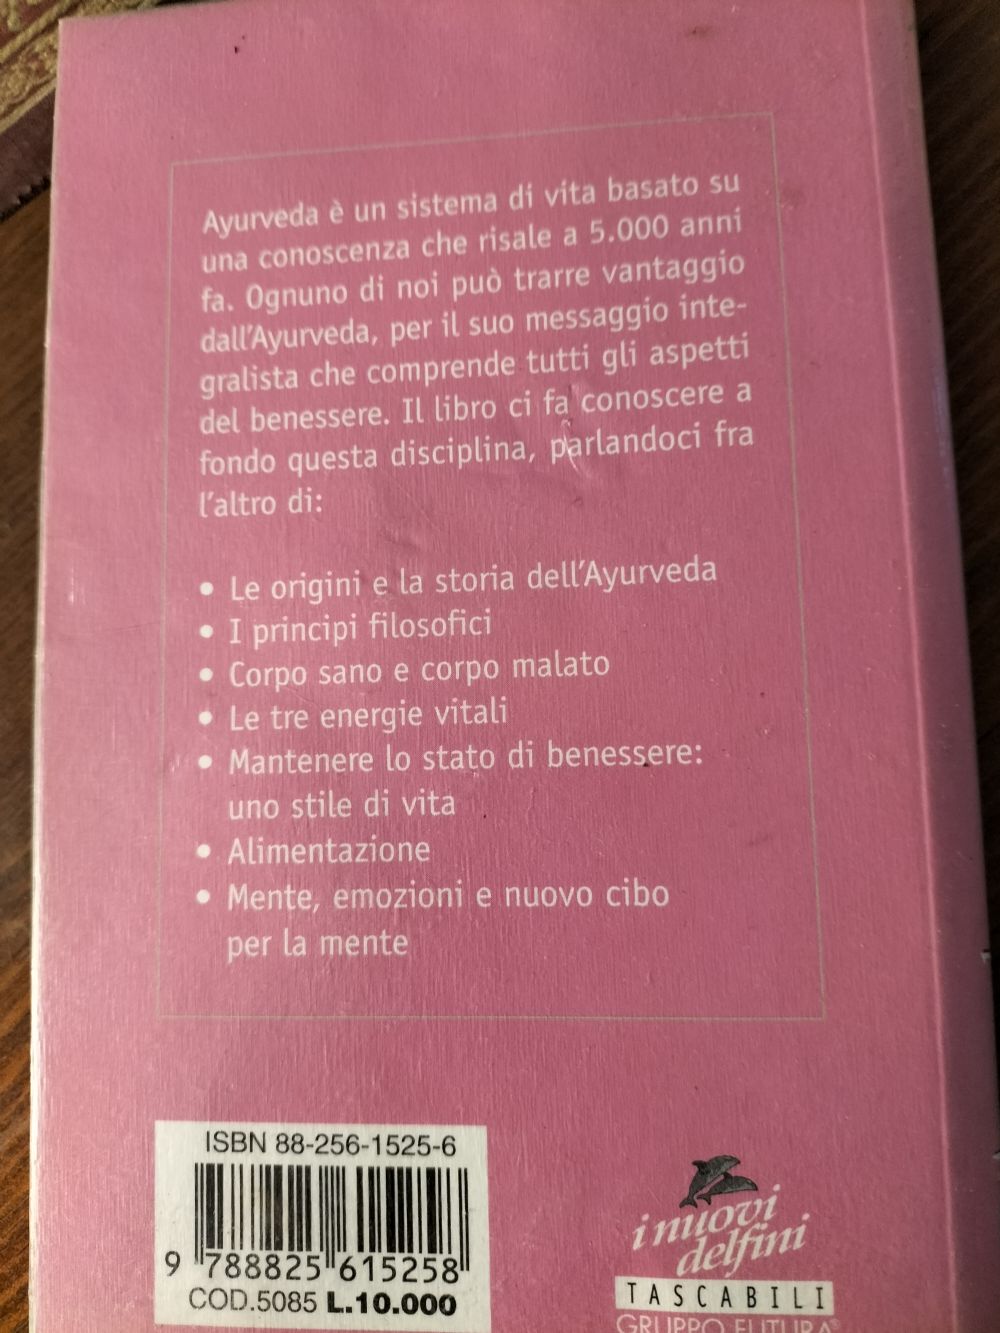 Ayurveda è un sistema di vita basato su
una conoscenza che risale a 5.000 anni
fa. Ognuno di noi può trarre vantaggio
dall'Ayurveda, per il suo messaggio inte-
gralista che comprende tutti gli aspetti
del benessere. Il libro ci fa conoscere a
fondo questa disciplina, parlandoci fra
l'altro di:
• Le origini e la storia dell'Ayurveda
• I principi filosofici
• Corpo sano e corpo malato
• Le tre energie vitali
• Mantenere lo stato di benessere:
uno stile di vita
• Alimentazione
• Mente, emozioni e nuovo cibo
per la mente
ISBN 88-256-1525-6
9 788825 615258
COD.5085 L.10.000
i nuovi
delfini
TASCABILI
GRUPPO FUTURA®